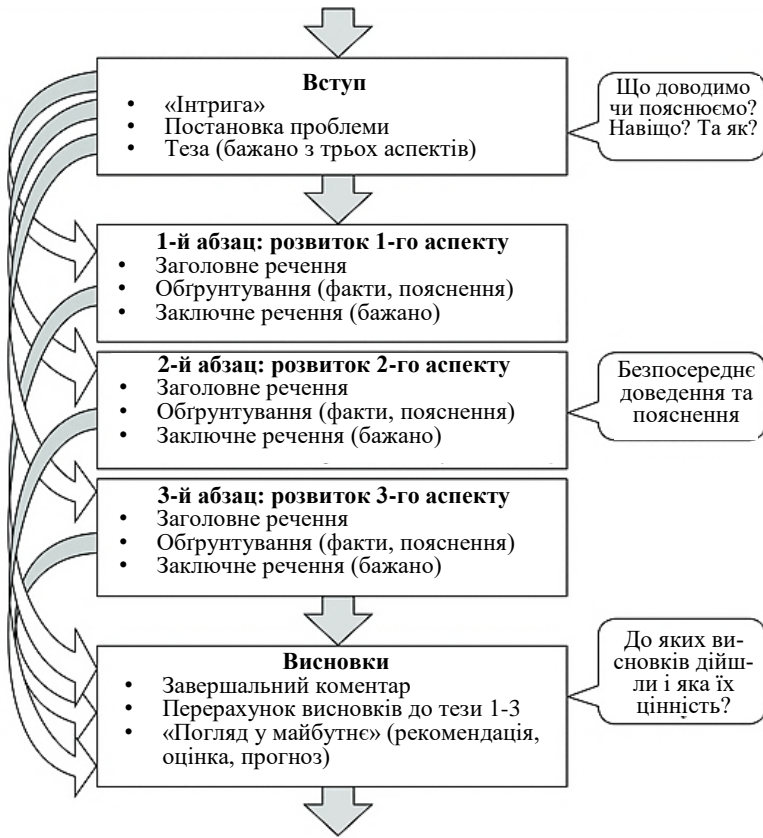 Вступ
• «Інтрига»
• Постановка проблеми
• Теза (бажано з трьох аспектів)
Що доводимо
чи пояснюємо?
Навіщо? Та як?
1-й абзац: розвиток 1-го аспекту
• Заголовне речення
• Обґрунтування (факти, пояснення)
• Заключне речення (бажано)
2-й абзац: розвиток 2-го аспекту
• Заголовне речення
• Обґрунтування (факти, пояснення)
• Заключне речення (бажано)
Безпосереднє
доведення та
пояснення
3-й абзац: розвиток 3-го аспекту
• Заголовне речення
• Обґрунтування (факти, пояснення)
• Заключне речення (бажано)
Висновки
• Завершальний коментар
• Перерахунок висновків до тези 1-3
• «Погляд у майбутнє» (рекомендація,
оцінка, прогноз)
До яких ви-
сновків дійш-
ли і яка їх
цінність?